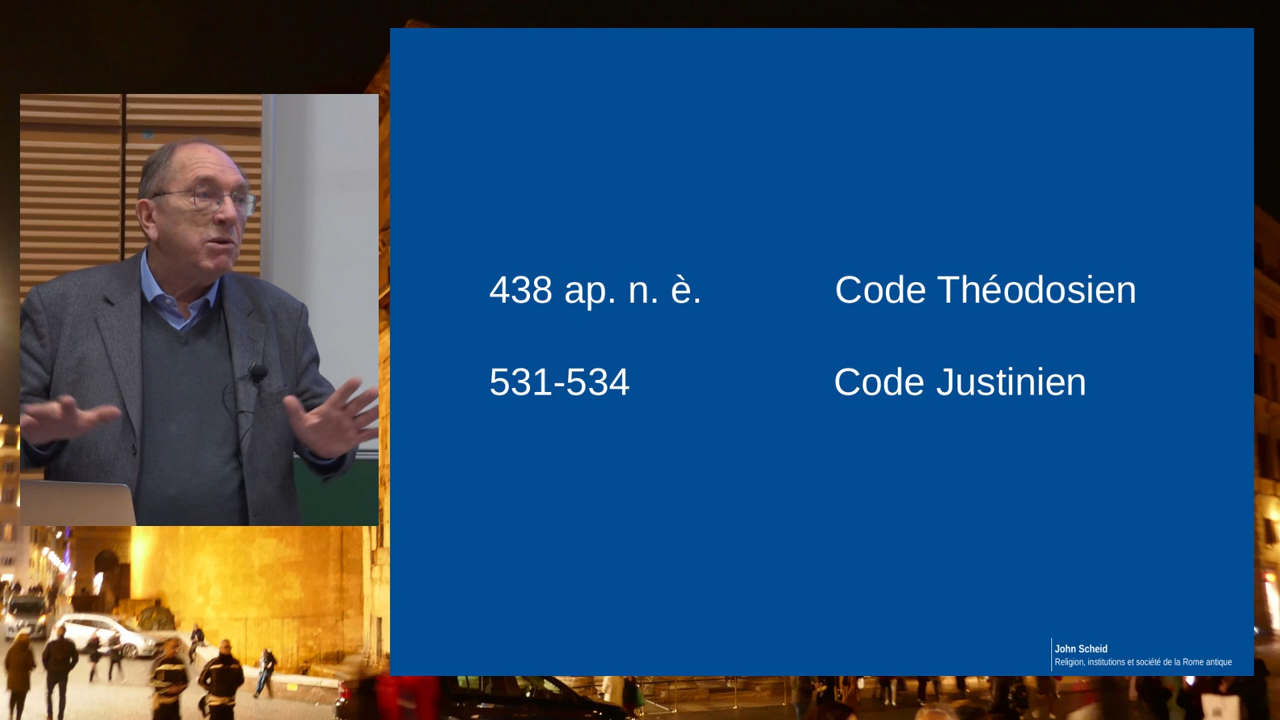 438 ap. n. è. Code Théodosien
531-534 Code Justinien
John Scheid
Religion, institutions et société de la Rome antique